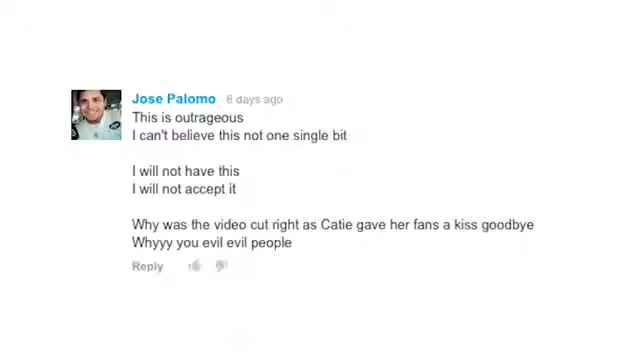 Jose Palomo 6 days ago
This is outrageous
I can't believe this not one single bit
I will not have this
I will not accept it
Why was the video cut right as Catie gave her fans a kiss goodbye
Whyyy you evil evil people
Reply